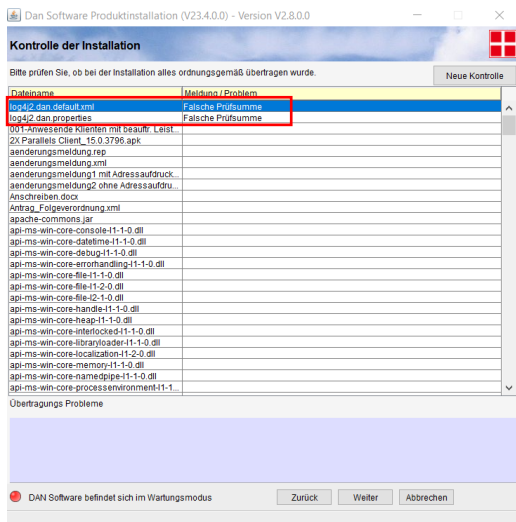 Dan Software Produktinstallation (V23.4.0.0) - Version V2.8.0.0
Kontrolle der Installation
Bitte prüfen Sie, ob bei der Installation alles ordnungsgemäß übertragen wurde.
Neue Kontrolle
Dateiname Meldung / Problem
log4j2.dan.default.xml Falsche Prüfsumme
log4j2.dan.properties Falsche Prüfsumme
001-Anwesende Klienten mit beauftr. Leist...
2X Parallels Client_15.0.3796.apk
aenderungsmeldung.rep
aenderungsmeldung.xml
aenderungsmeldung1 mit Adressaufdruck...
aenderungsmeldung2 ohne Adressaufdru...
Anschreiben.docx
Antrag_Folgeverordnung.xml
apache-commons.jar
api-ms-win-core-console-l1-1-0.dll
api-ms-win-core-datetime-l1-1-0.dll
api-ms-win-core-debug-l1-1-0.dll
api-ms-win-core-errorhandling-l1-1-0.dll
api-ms-win-core-file-l1-1-0.dll
api-ms-win-core-file-l1-2-0.dll
api-ms-win-core-file-l2-1-0.dll
api-ms-win-core-handle-l1-1-0.dll
api-ms-win-core-heap-l1-1-0.dll
api-ms-win-core-interlocked-l1-1-0.dll
api-ms-win-core-libraryloader-l1-1-0.dll
api-ms-win-core-localization-l1-2-0.dll
api-ms-win-core-memory-l1-1-0.dll
api-ms-win-core-namedpipe-l1-1-0.dll
api-ms-win-core-processenvironment-l1-1...
Übertragungs Probleme
DAN Software befindet sich im Wartungsmodus
Zurück Weiter Abbrechen